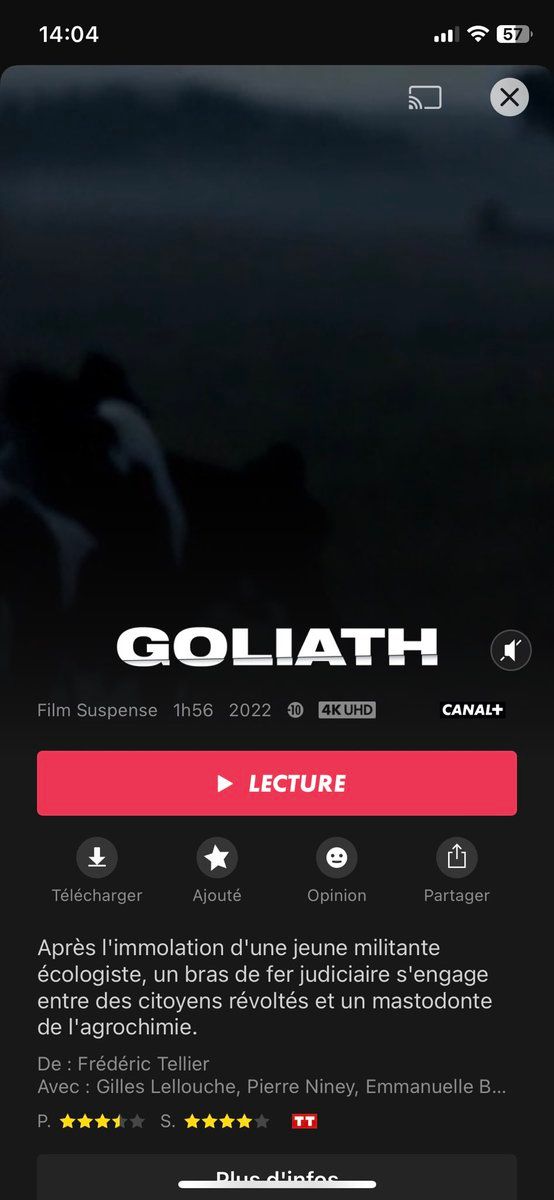 14:04
57
GOLIATH
Film Suspense 1h56 2022 -10 4K UHD CANAL+
LECTURE
Télécharger Ajouté Opinion Partager
Après l'immolation d'une jeune militante
écologiste, un bras de fer judiciaire s'engage
entre des citoyens révoltés et un mastodonte
de l'agrochimie.
De : Frédéric Tellier
Avec : Gilles Lellouche, Pierre Niney, Emmanuelle B...
P. S. TT
Plus d'infos